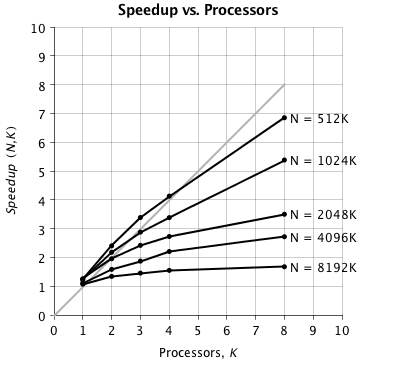 Speedup vs. Processors
10
9
8
7
6
5
4
3
2
1
0
Speedup (N,K)
N = 512K
N = 1024K
N = 2048K
N = 4096K
N = 8192K
0 1 2 3 4 5 6 7 8 9 10
Processors, K